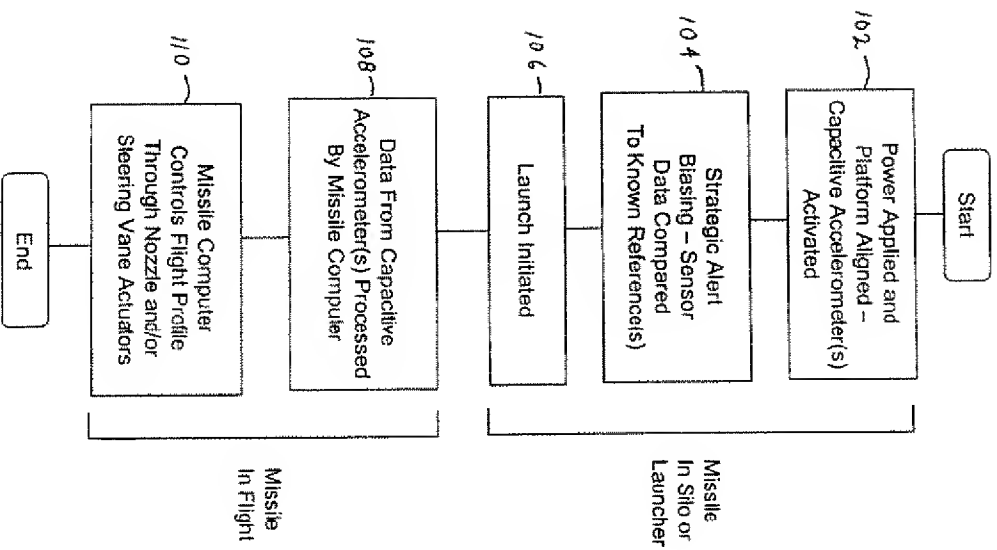 Start
102
Power Applied and
Platform Aligned –
Capacitive Accelerometer(s)
Activated
104
Strategic Alert
Biasing – Sensor
Data Compared
To Known Reference(s)
106
Launch Initiated
Missile
In Silo or
Launcher
108
Data From Capacitive
Accelerometer(s) Processed
By Missile Computer
110
Missile Computer
Controls Flight Profile
Through Nozzle and/or
Steering Vane Actuators
Missile
In Flight
End